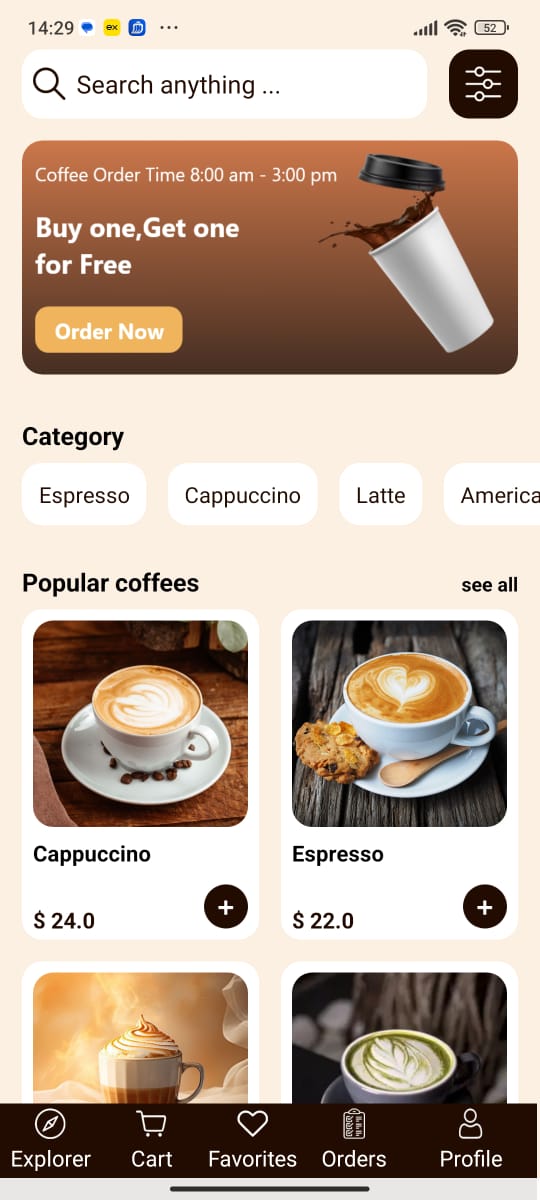 14:29 ex 52
Search anything ...
Coffee Order Time 8:00 am - 3:00 pm
Buy one,Get one
for Free
Order Now
Category
Espresso Cappuccino Latte America
Popular coffees see all
Cappuccino Espresso
$ 24.0 + $ 22.0 +
Explorer Cart Favorites Orders Profile